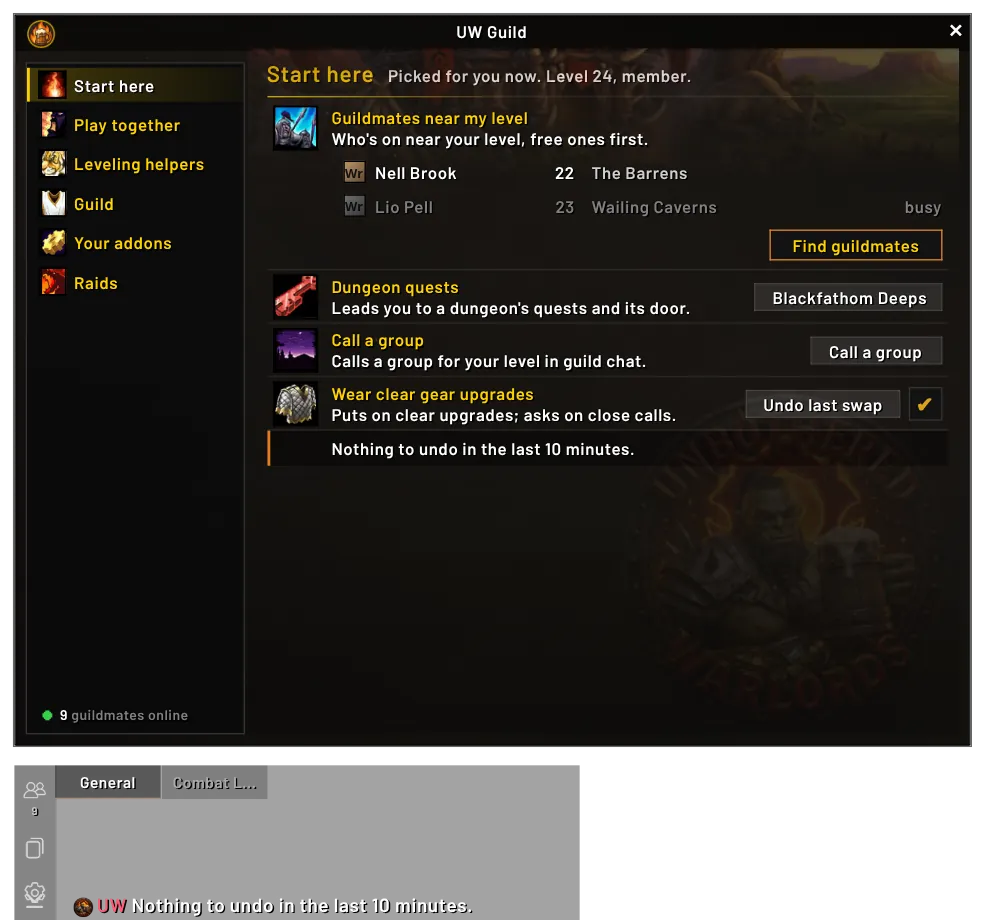 UW Guild
Start here
Play together
Leveling helpers
Guild
Your addons
Raids
9 guildmates online
Start here Picked for you now. Level 24, member.
Guildmates near my level
Who's on near your level, free ones first.
Wr Nell Brook 22 The Barrens
Wr Lio Pell 23 Wailing Caverns busy
Find guildmates
Dungeon quests
Leads you to a dungeon's quests and its door.
Blackfathom Deeps
Call a group
Calls a group for your level in guild chat.
Call a group
Wear clear gear upgrades
Puts on clear upgrades; asks on close calls.
Undo last swap
Nothing to undo in the last 10 minutes.
General Combat L...
9
UW Nothing to undo in the last 10 minutes.